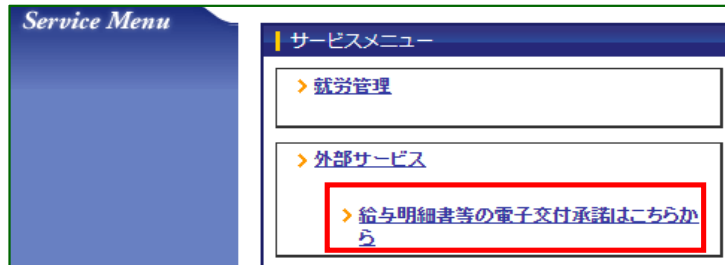 Service Menu
サービスメニュー
就労管理
外部サービス
給与明細書等の電子交付承諾はこちらか
ら